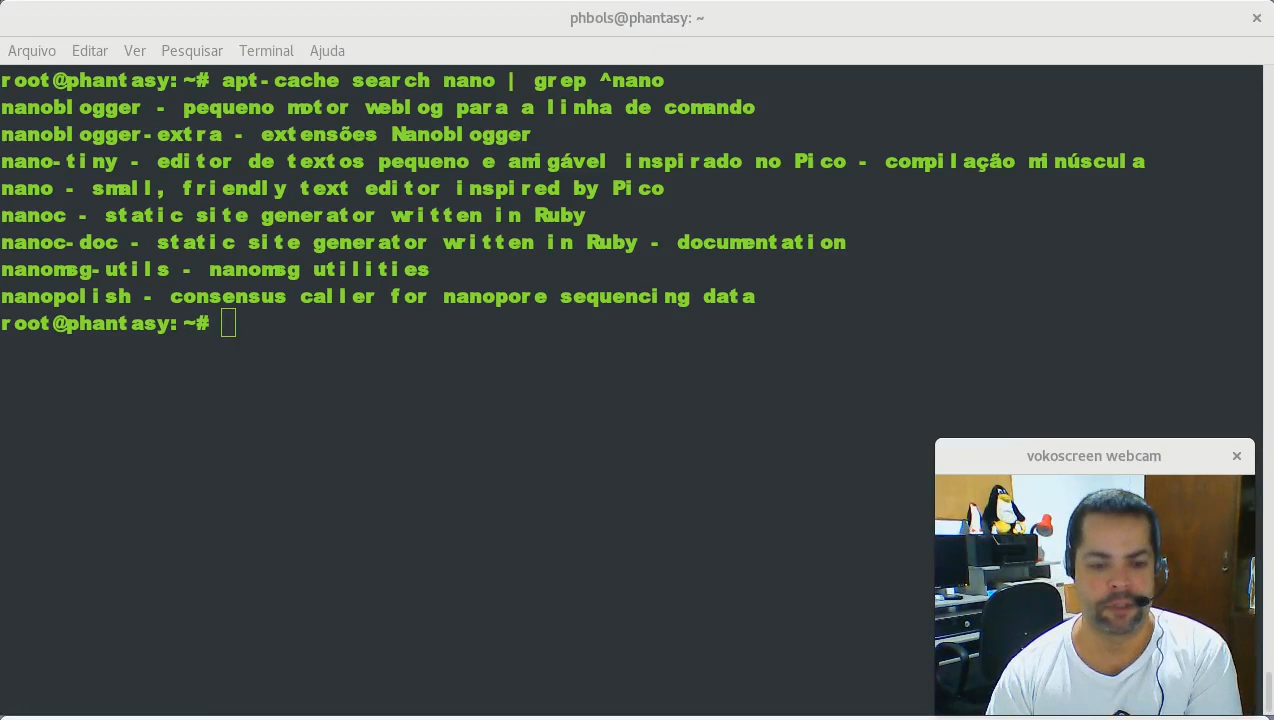 phbols@phantasy: ~
Arquivo Editar Ver Pesquisar Terminal Ajuda
root@phantasy:~# apt-cache search nano | grep ^nano
nanoblogger - pequeno motor weblog para a linha de comando
nanoblogger-extra - extensões Nanoblogger
nano-tiny - editor de textos pequeno e amigável inspirado no Pico - compilação minúscula
nano - small, friendly text editor inspired by Pico
nanoc - static site generator written in Ruby
nanoc-doc - static site generator written in Ruby - documentation
nanomsg-utils - nanomsg utilities
nanopolish - consensus caller for nanopore sequencing data
root@phantasy:~#
vokoscreen webcam